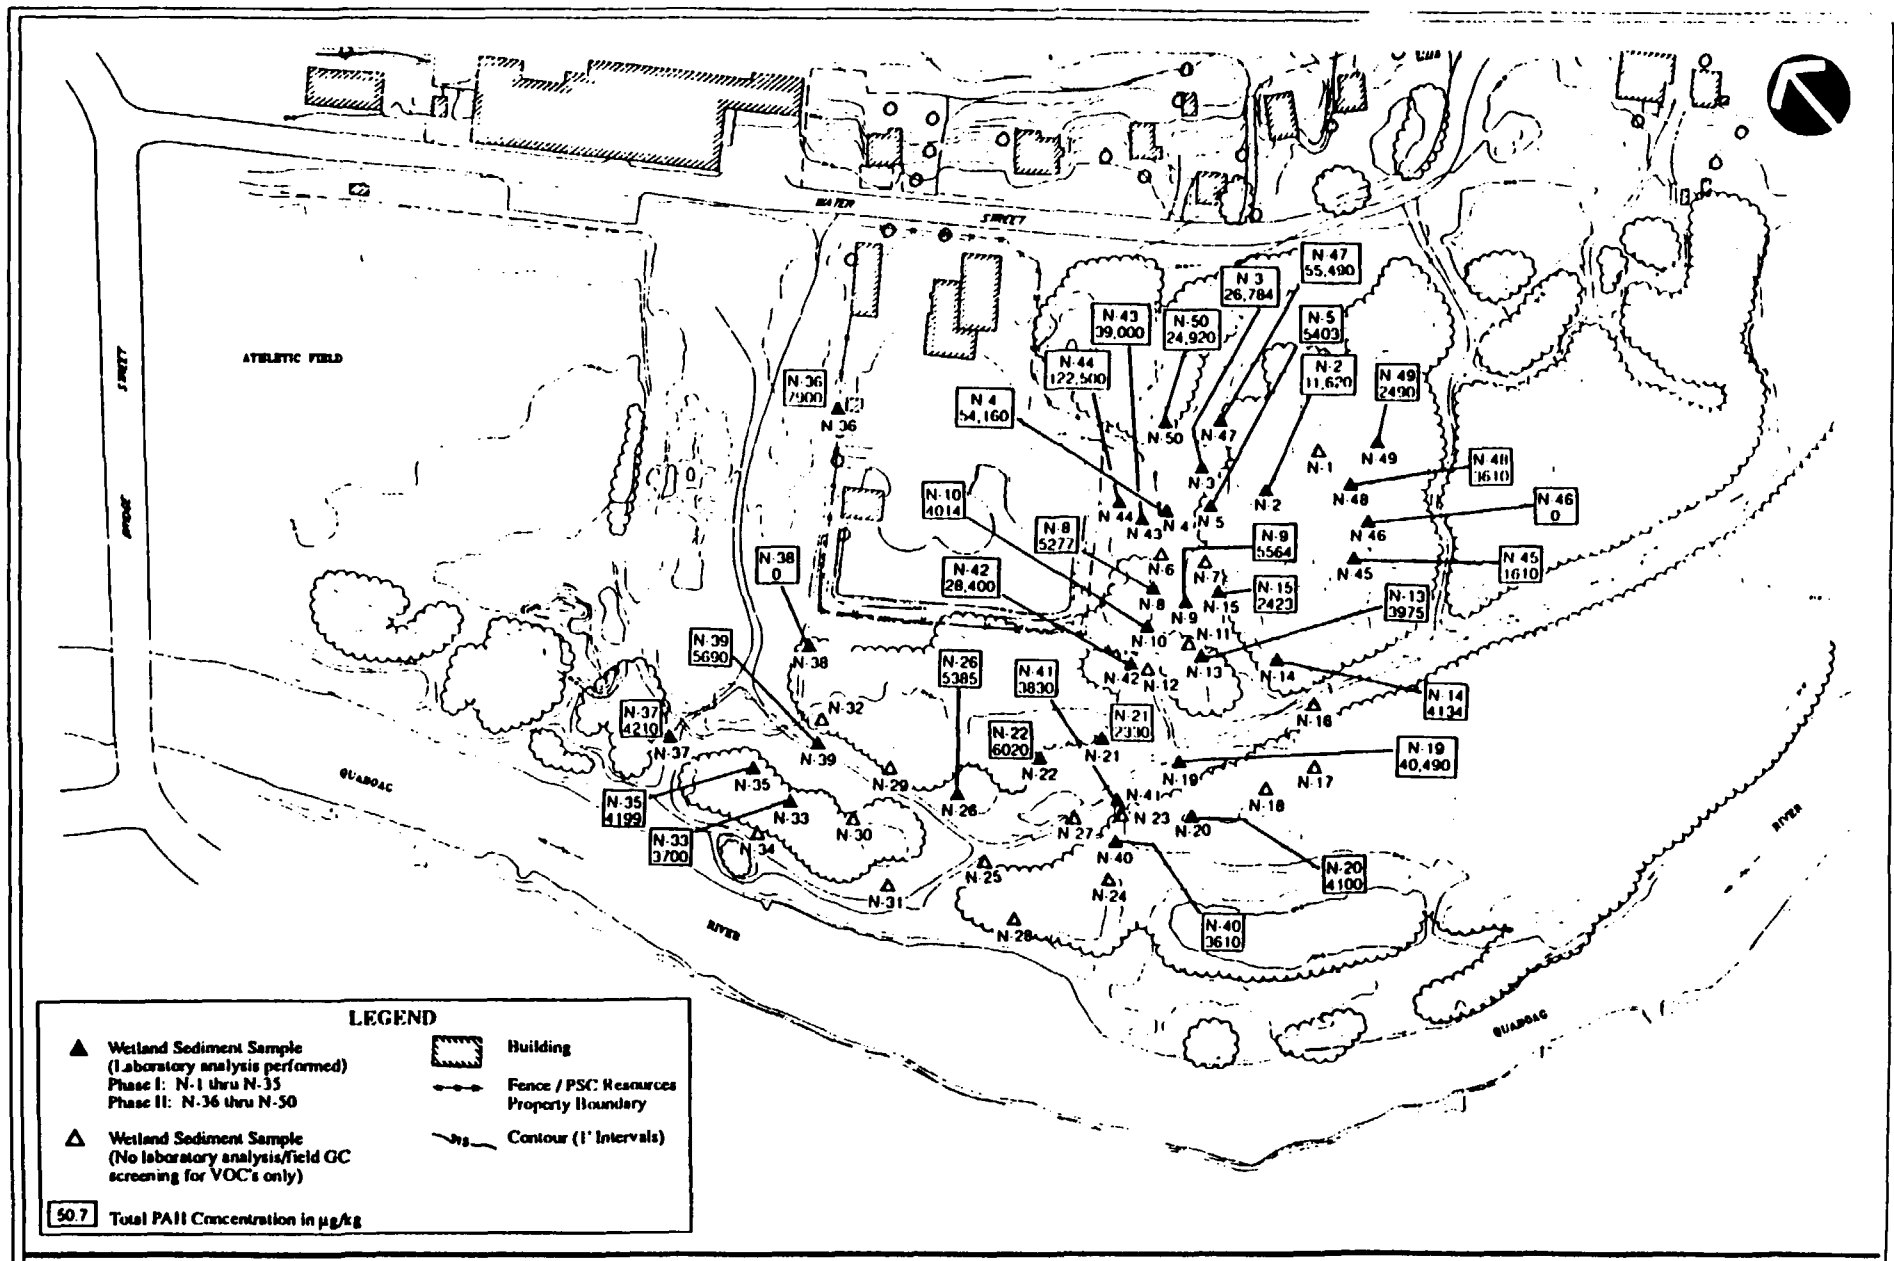 WATER STREET
N-47
55,490
N 3
26,784
N-43
39,000
N-50
24,920
N-5
5403
N-44
122,500
N-2
11,620
N 49
2490
N-36
7900
N 4
54,160
ATHLETIC FIELD
STREET
N-36
N-50
N-47
N-1
N-49
N-3
N-48
N-2
N-48
N-10
4014
N-44
N-43
N-4
N-5
N-46
0
N-46
N-8
5277
N-9
5564
N-38
0
N-42
28,400
N-6
N-7
N-45
N-45
1610
N-8
N-15
N-15
2423
N-13
3975
N-9
N-10
N-11
N-39
5690
N-38
N-26
5385
N-41
3830
N-42
N-12
N-13
N-14
N-14
4134
N-37
4210
N-32
N-22
6020
N-21
2330
N-16
N-37
N-39
N-21
N-19
40,490
N-22
N-19
N-17
N-35
N-29
N-26
N-41
N-18
N-35
4199
N-33
N-30
N-27
N-23
N-20
N-33
3700
N-34
N-40
N-25
N-20
4100
N-31
N-24
N-28
N-40
3610
RIVER
RIVER
LEGEND
Wetland Sediment Sample
(Laboratory analysis performed)
Phase I: N-1 thru N-35
Phase II: N-36 thru N-50
Wetland Sediment Sample
(No laboratory analysis/field GC
screening for VOC's only)
50.7 Total PAH Concentration in µg/kg
Building
Fence / PSC Resources
Property Boundary
Contour (1' Intervals)